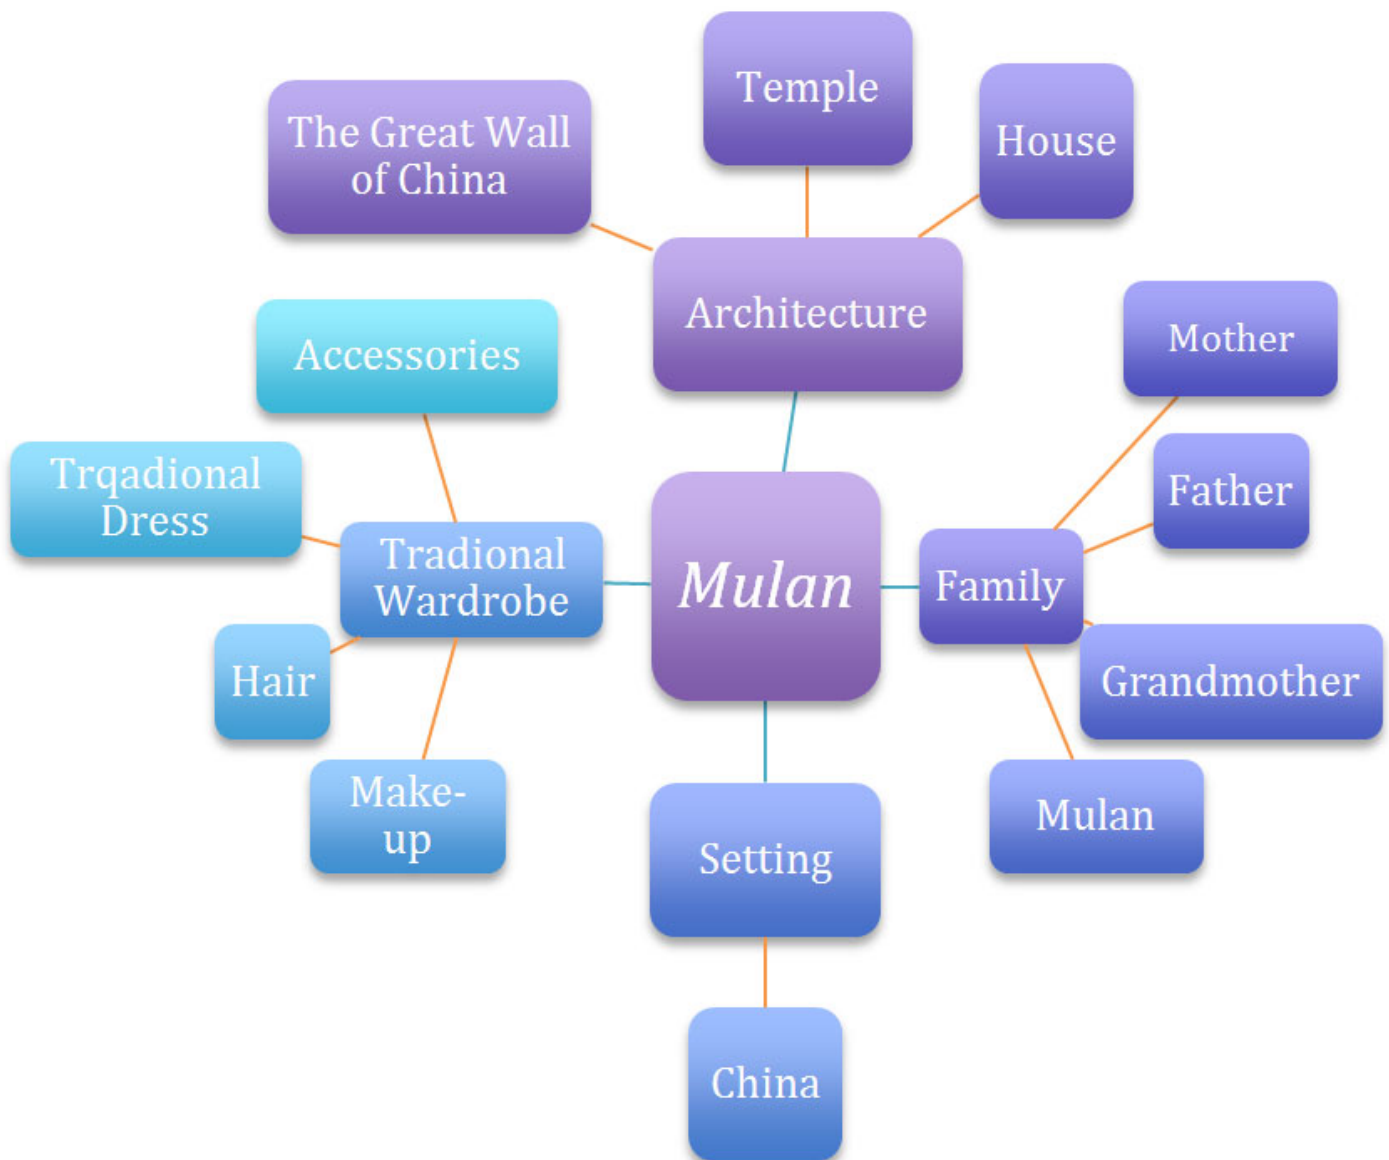 Temple
House
The Great Wall
of China
Architecture
Mother
Accessories
Father
Trqadional
Dress
Tradional
Wardrobe
Mulan
Family
Hair
Grandmother
Make-
up
Mulan
Setting
China